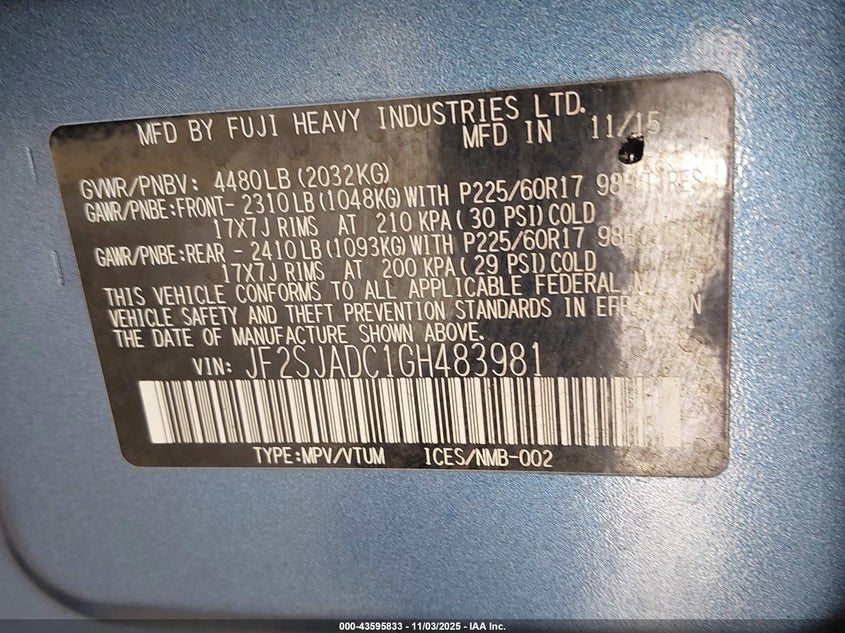 MFD BY FUJI HEAVY INDUSTRIES LTD.
MFD IN 11/15
GVWR/PNBV: 4480LB (2032KG)
GAWR/PNBE:FRONT- 2310LB (1048KG) WITH P225/60R17
17X7J RIMS AT 210 KPA ( 30 PSI) COLD
GAWR/PNBE:REAR - 2410LB (1093KG) WITH P225/60R17
17X7J RIMS AT 200 KPA ( 29 PSI) COLD
THIS VEHICLE CONFORMS TO ALL APPLICABLE FEDERAL
VEHICLE SAFETY AND THEFT PREVENTION STANDARDS IN EFFECT ON
THE DATE OF MANUFACTURE SHOWN ABOVE.
VIN: JF2SJADC1GH483981
TYPE:MPV/VTUM ICES/NMB-002
000-43595833 - 11/03/2025 - IAA Inc.